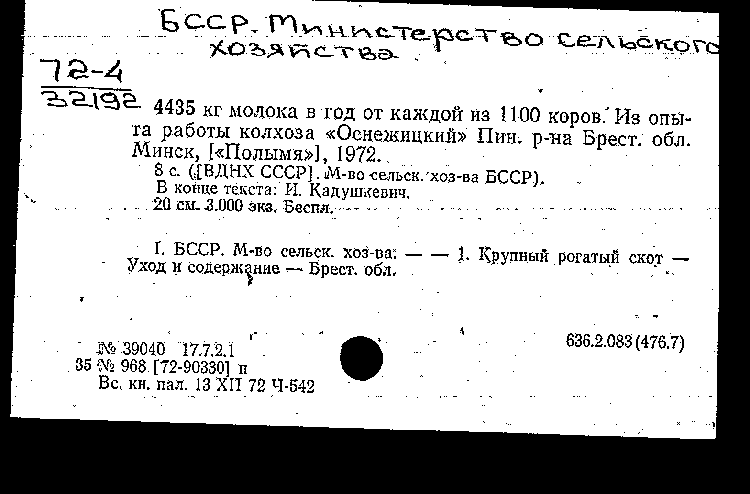 БССР. Министерство сельского
хозяйства
72-4
32192
4435 кг молока в год от каждой из 1100 коров. Из опы-
та работы колхоза «Оснежицкий» Пин. р-на Брест. обл.
Минск, [«Полымя»], 1972.
8 с. ([ВДНХ СССР]. М-во сельск. хоз-ва БССР).
В конце текста: И. Кадушкевич.
20 см. 3.000 экз. Беспл.
I. БССР. М-во сельск. хоз-ва. — — 1. Крупный рогатый скот —
Уход и содержание — Брест. обл.
636.2.083(476.7)
№ 39040 17.7.2.1
35 № 968 [72-90330] п
Вс. кн. пал. 13 XII 72 Ч-542